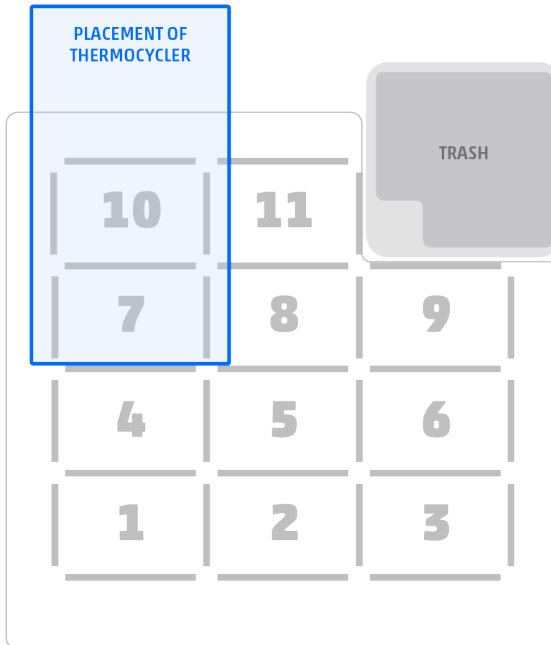 PLACEMENT OF
THERMOCYCLER
TRASH
10 11
7 8 9
4 5 6
1 2 3